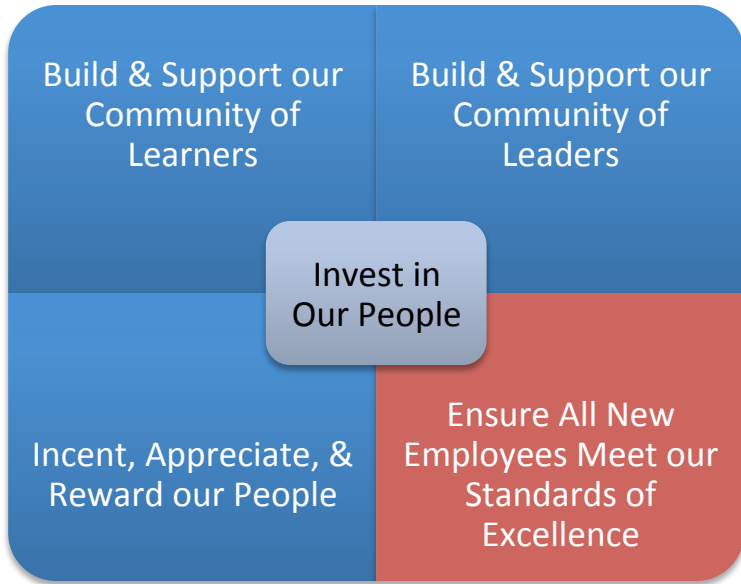 Build & Support our
Community of
Learners
Build & Support our
Community of
Leaders
Invest in
Our People
Incent, Appreciate, &
Reward our People
Ensure All New
Employees Meet our
Standards of
Excellence